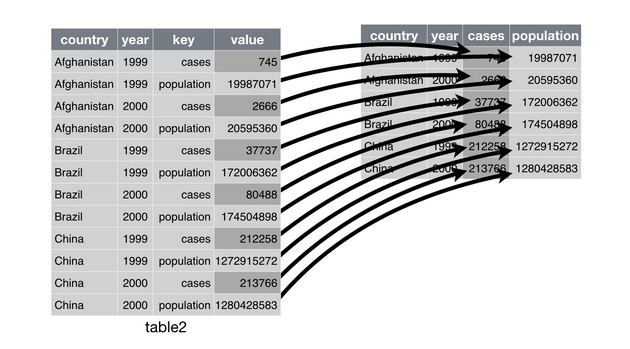 country year key value
Afghanistan 1999 cases 745
Afghanistan 1999 population 19987071
Afghanistan 2000 cases 2666
Afghanistan 2000 population 20595360
Brazil 1999 cases 37737
Brazil 1999 population 172006362
Brazil 2000 cases 80488
Brazil 2000 population 174504898
China 1999 cases 212258
China 1999 population 1272915272
China 2000 cases 213766
China 2000 population 1280428583
table2
country year cases population
Afghanistan 1999 745 19987071
Afghanistan 2000 2666 20595360
Brazil 1999 37737 172006362
Brazil 2000 80488 174504898
China 1999 212258 1272915272
China 2000 213766 1280428583